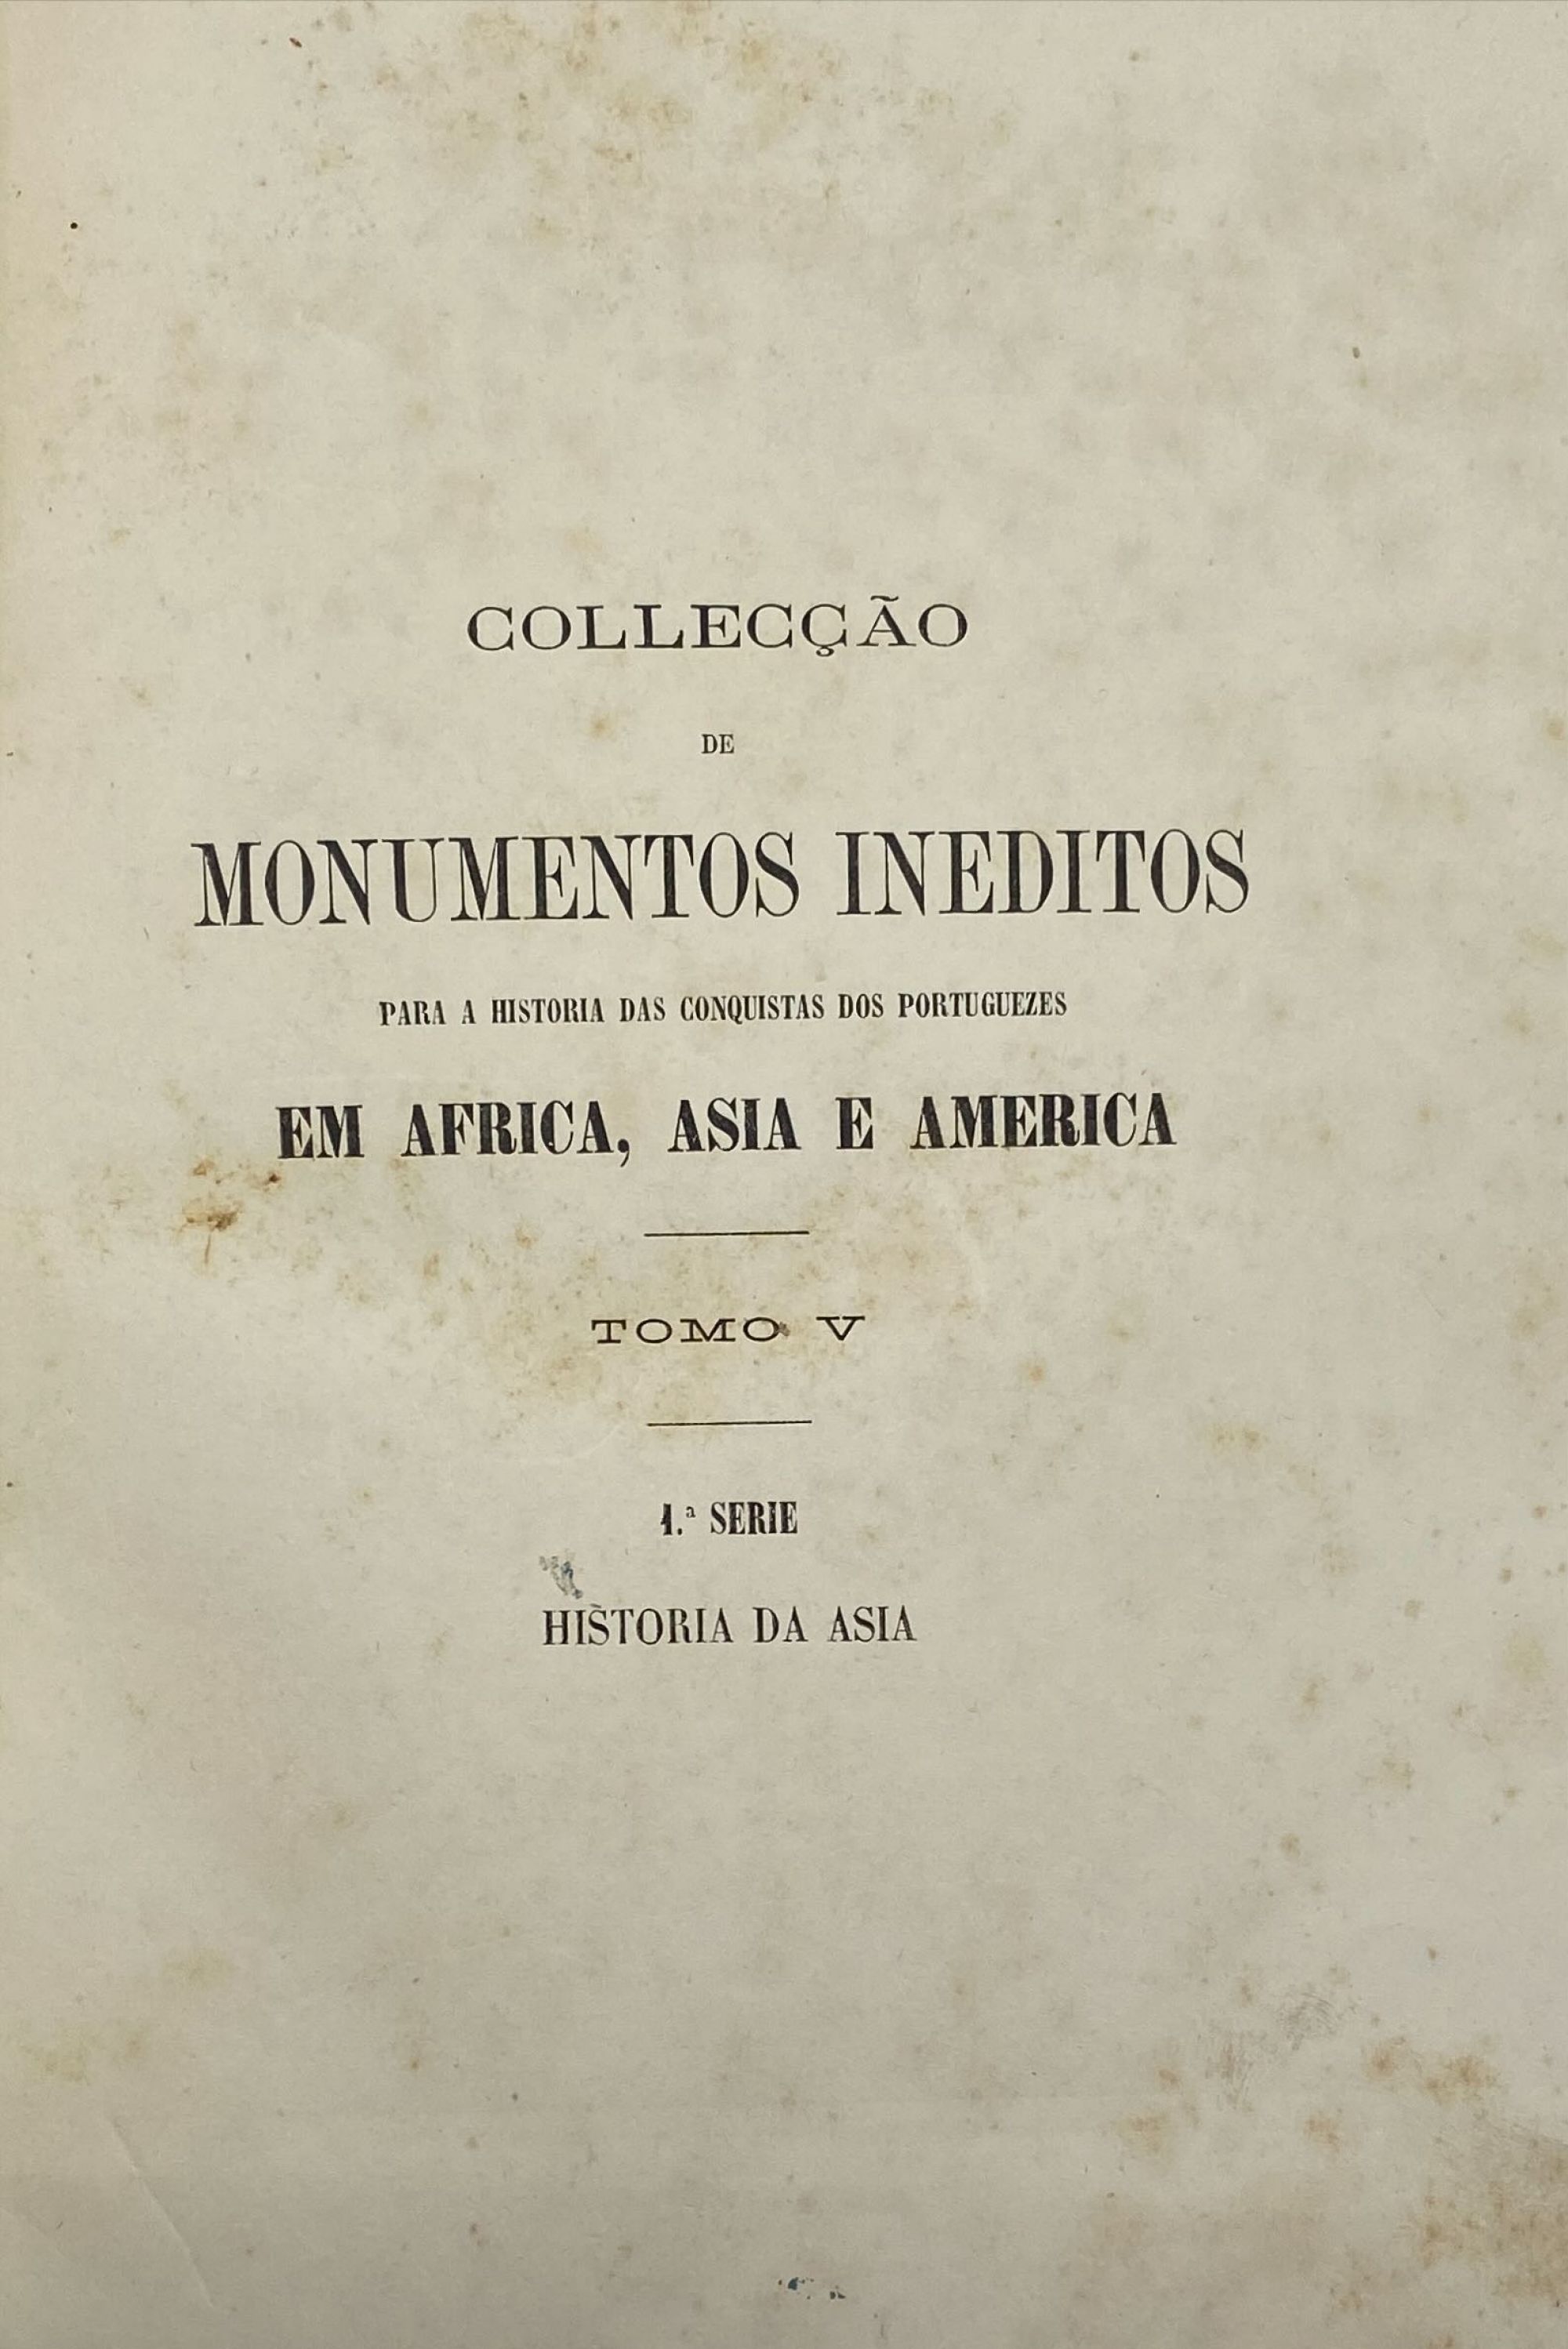 COLLECÇÃO
DE
MONUMENTOS INEDITOS
PARA A HISTORIA DAS CONQUISTAS DOS PORTUGUEZES
EM AFRICA, ASIA E AMERICA
TOMO V
1.ª SERIE
HISTORIA DA ASIA